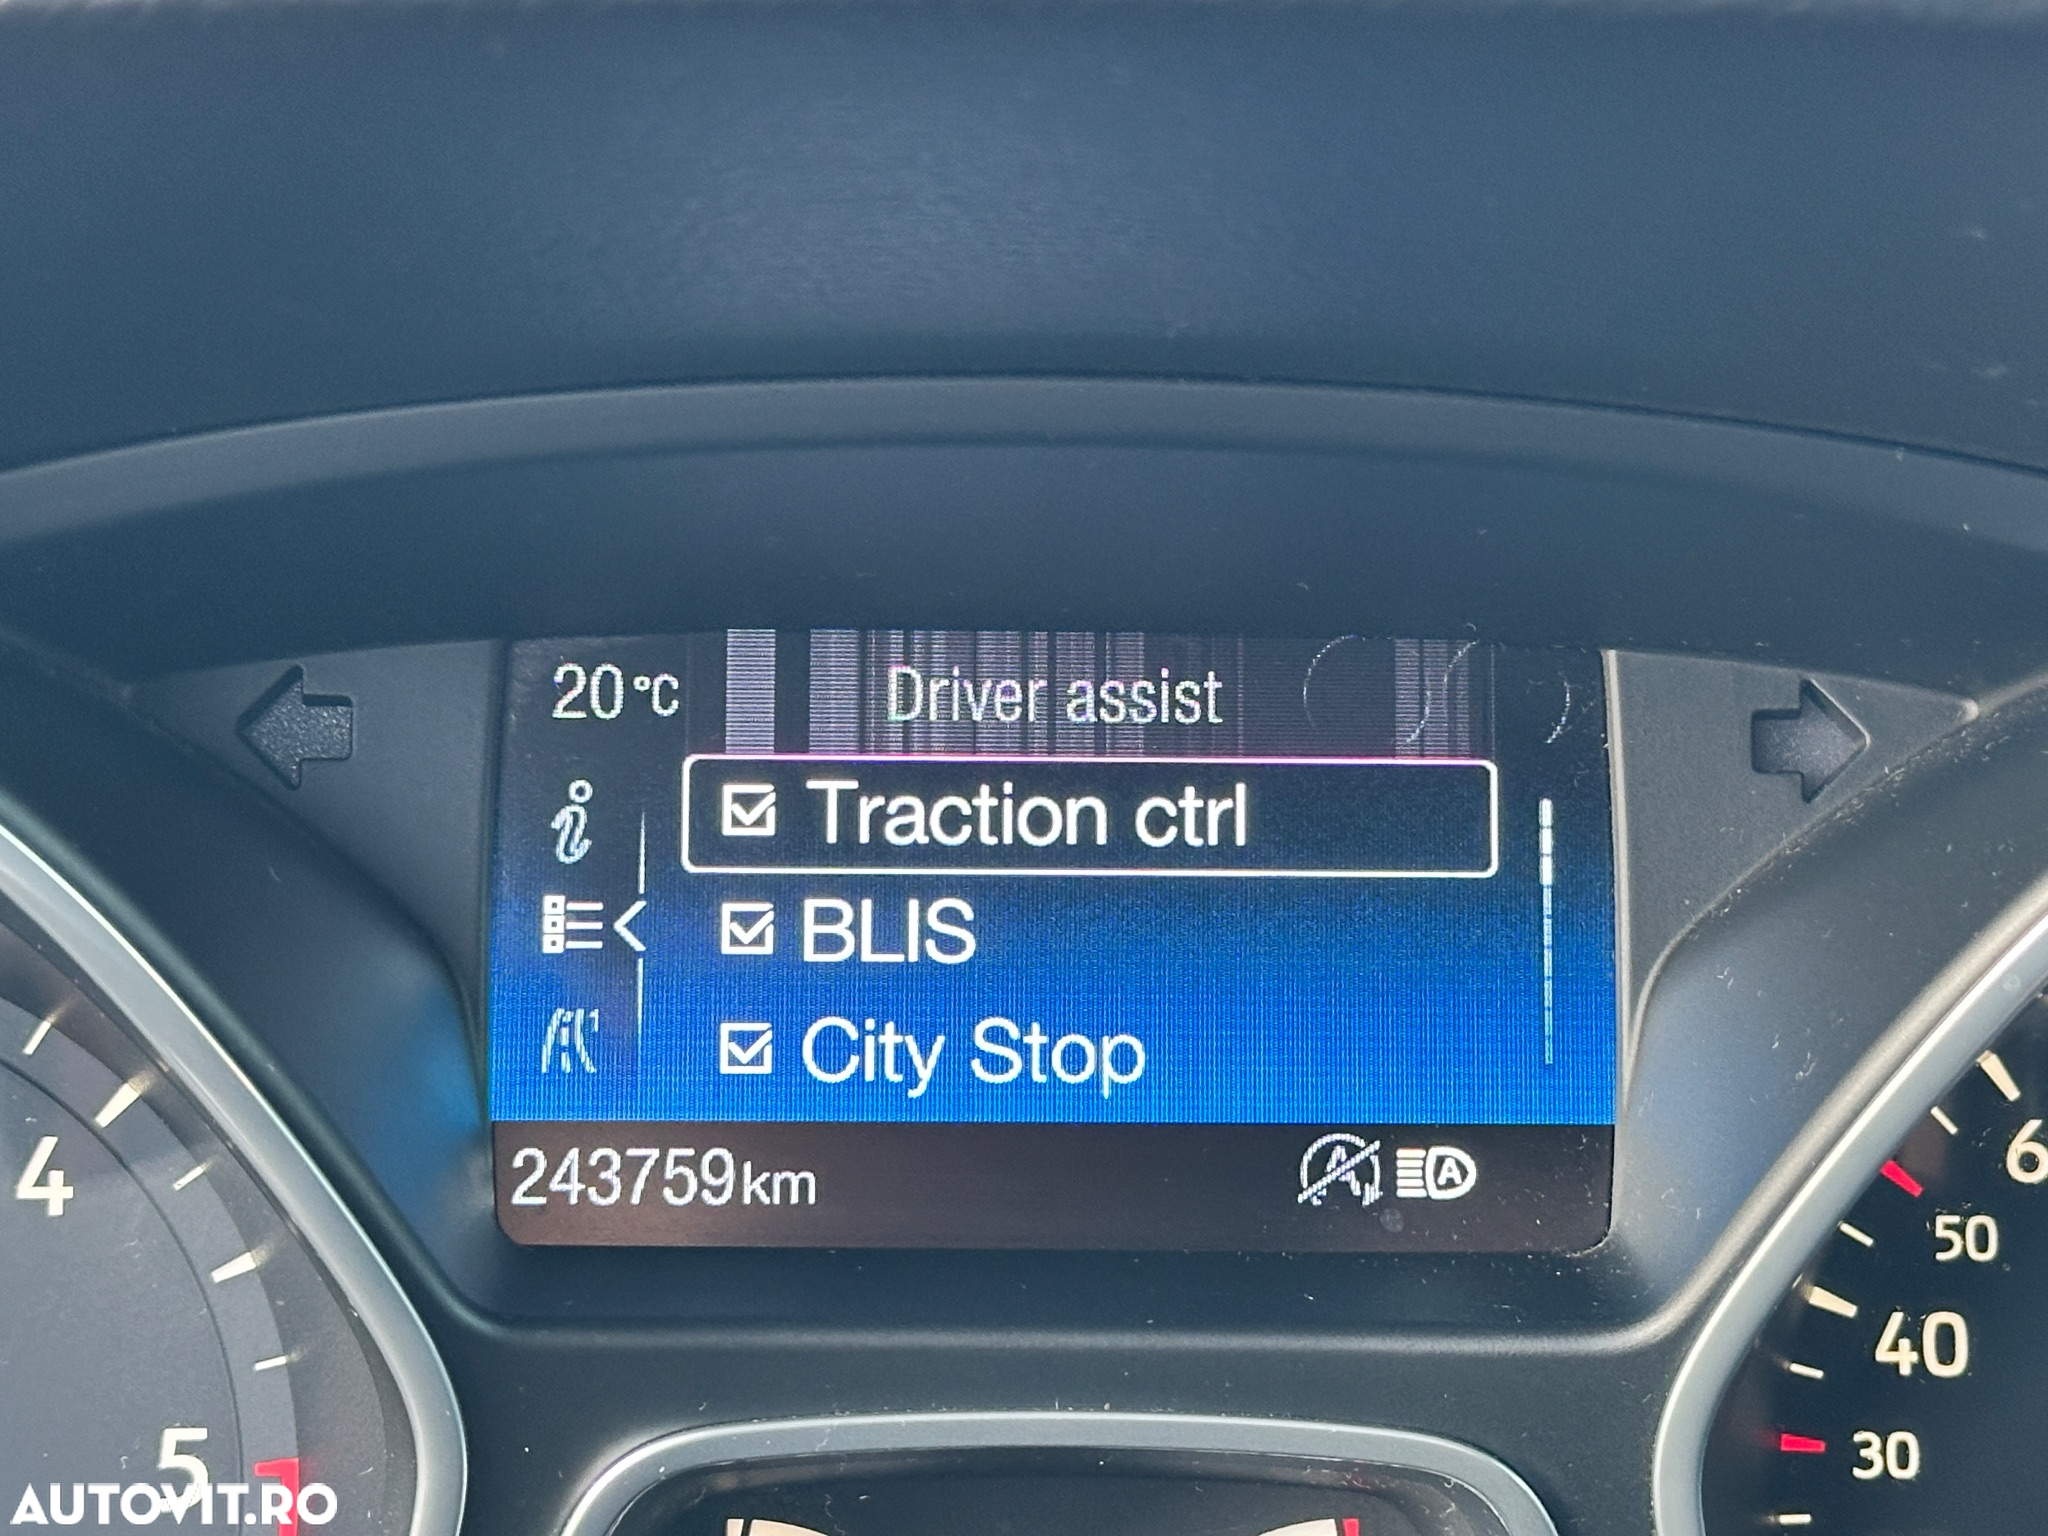 20°C Driver assist
Traction ctrl
BLIS
City Stop
243759km
A A
4
5
6
50
40
30
AUTOVIT.RO